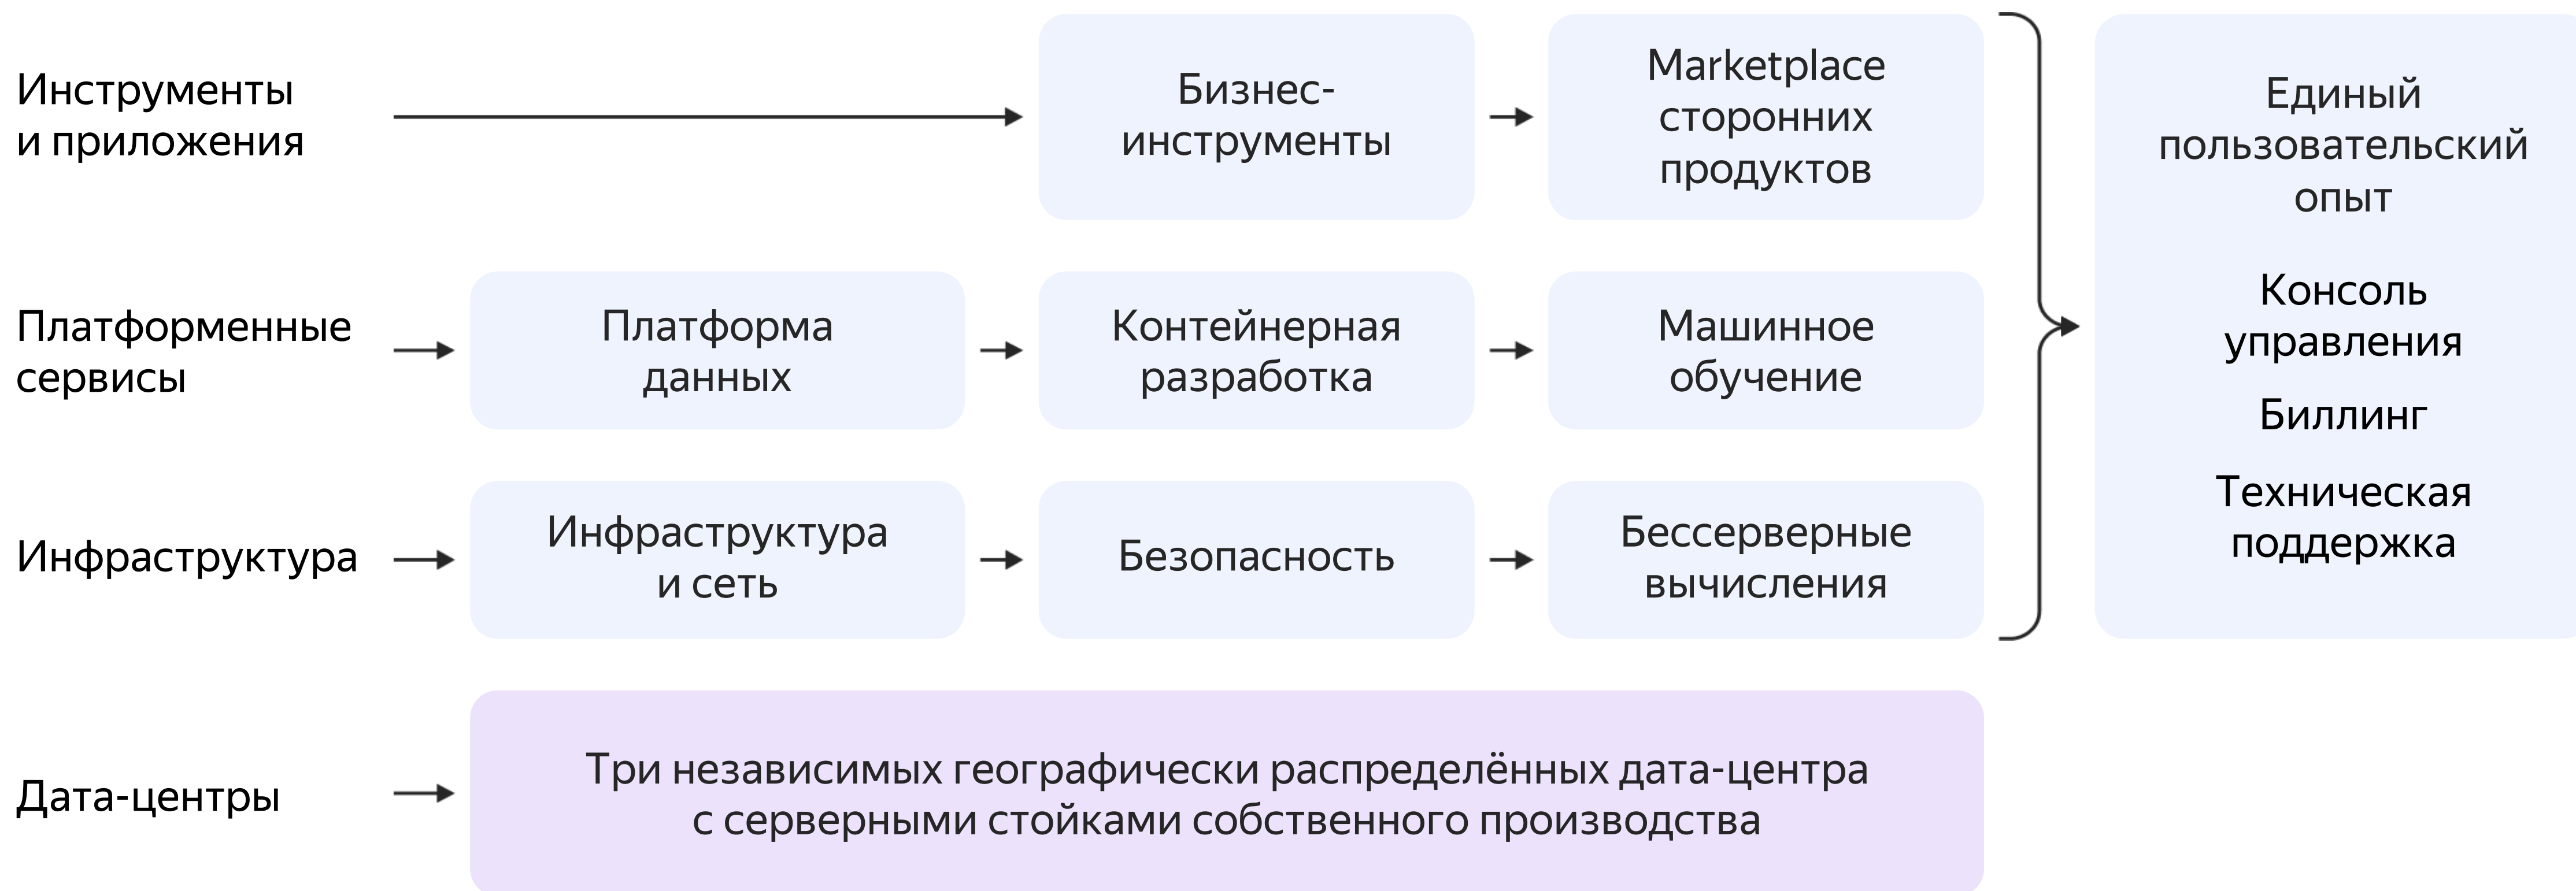 Инструменты
и приложения
Бизнес-
инструменты
Marketplace
сторонних
продуктов
Платформенные
сервисы
Платформа
данных
Контейнерная
разработка
Машинное
обучение
Инфраструктура
Инфраструктура
и сеть
Безопасность
Бессерверные
вычисления
Единый
пользовательский
опыт
Консоль
управления
Биллинг
Техническая
поддержка
Дата-центры
Три независимых географически распределённых дата-центра
с серверными стойками собственного производства